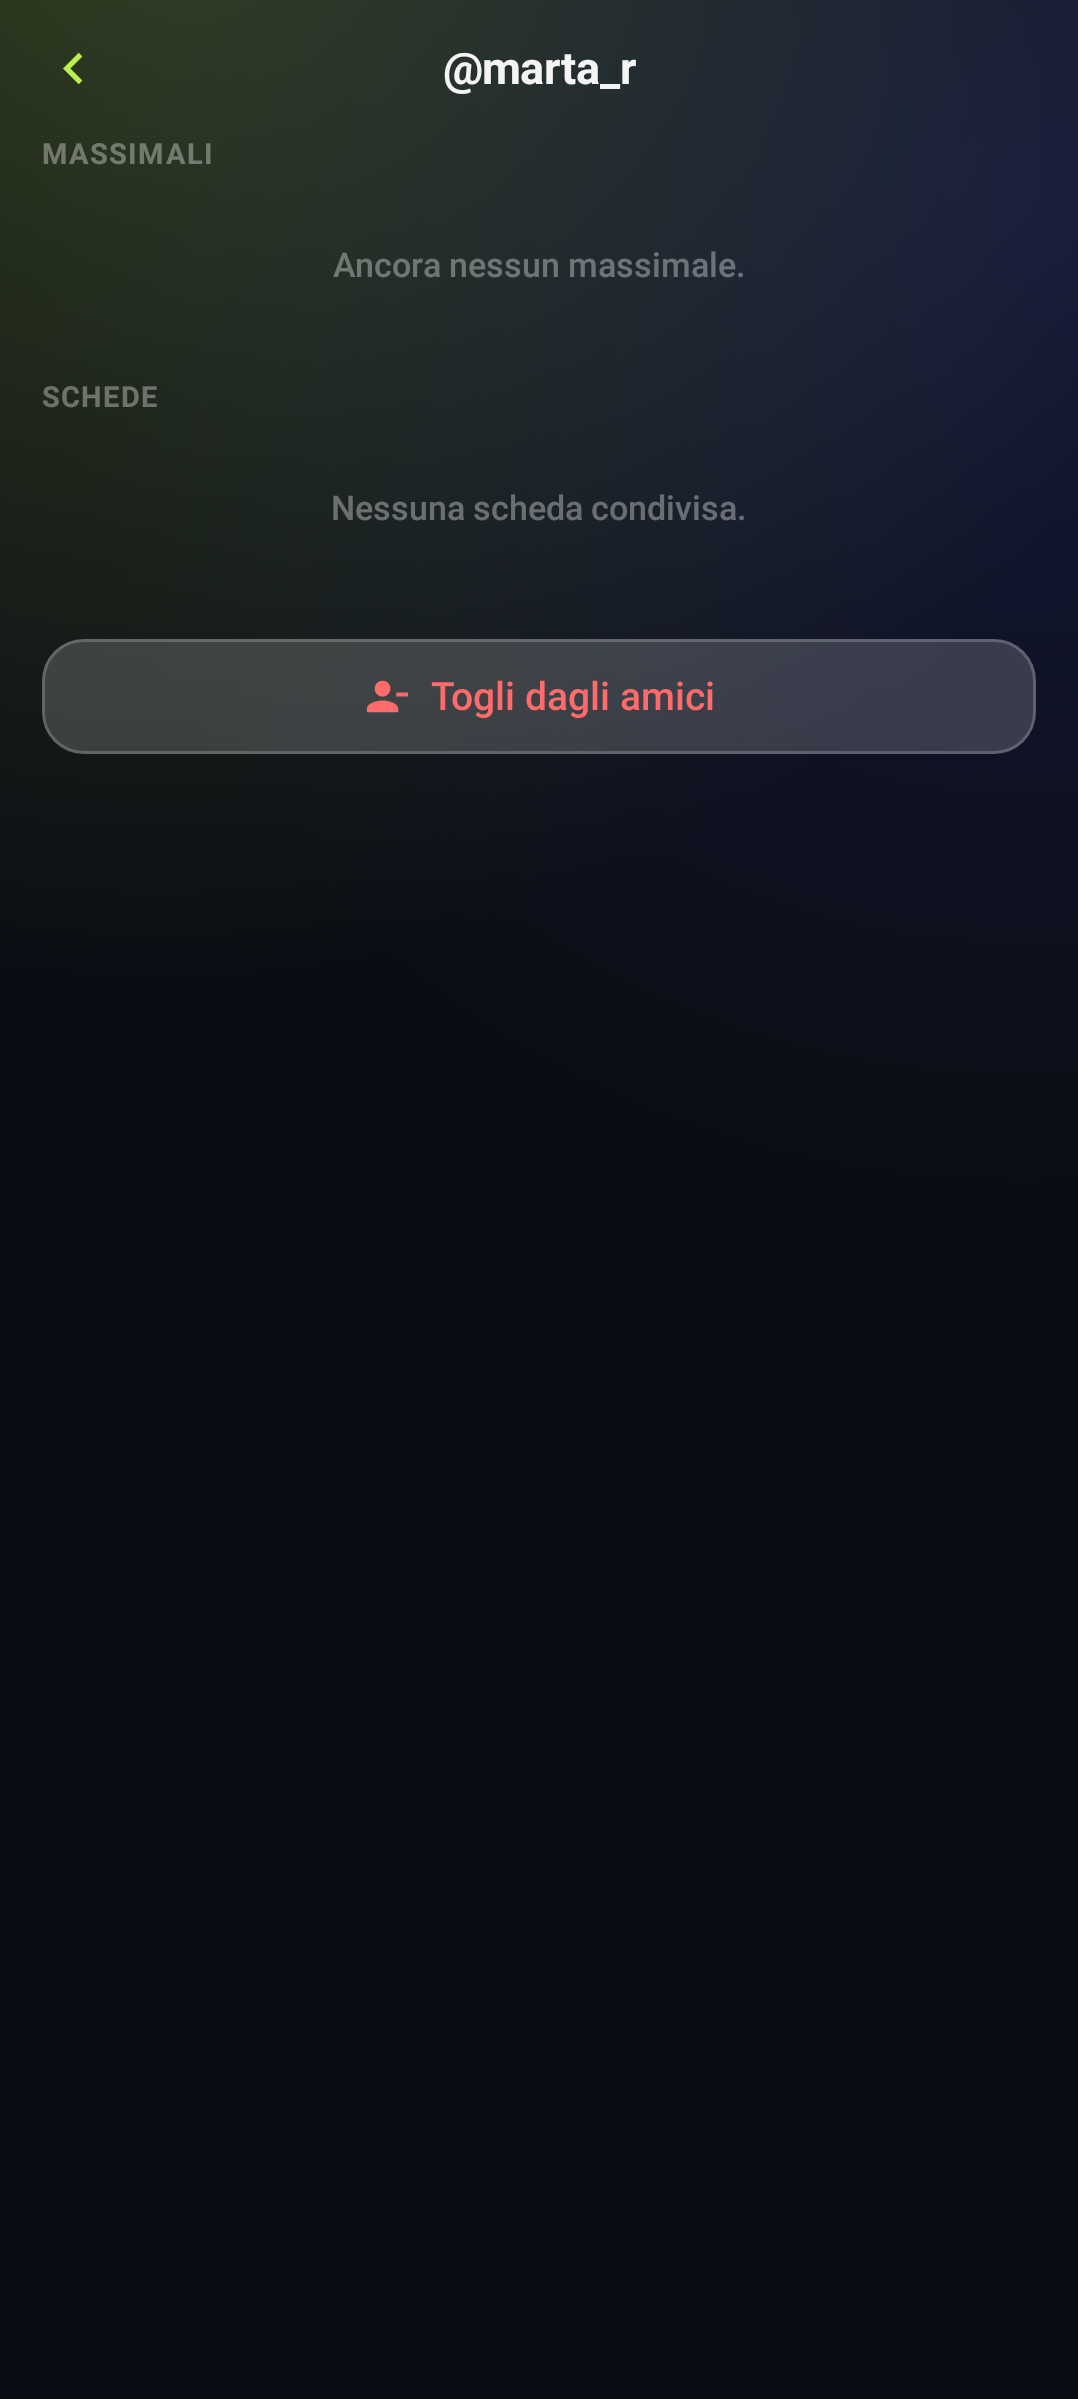 @marta_r
MASSIMALI
Ancora nessun massimale.
SCHEDE
Nessuna scheda condivisa.
Togli dagli amici